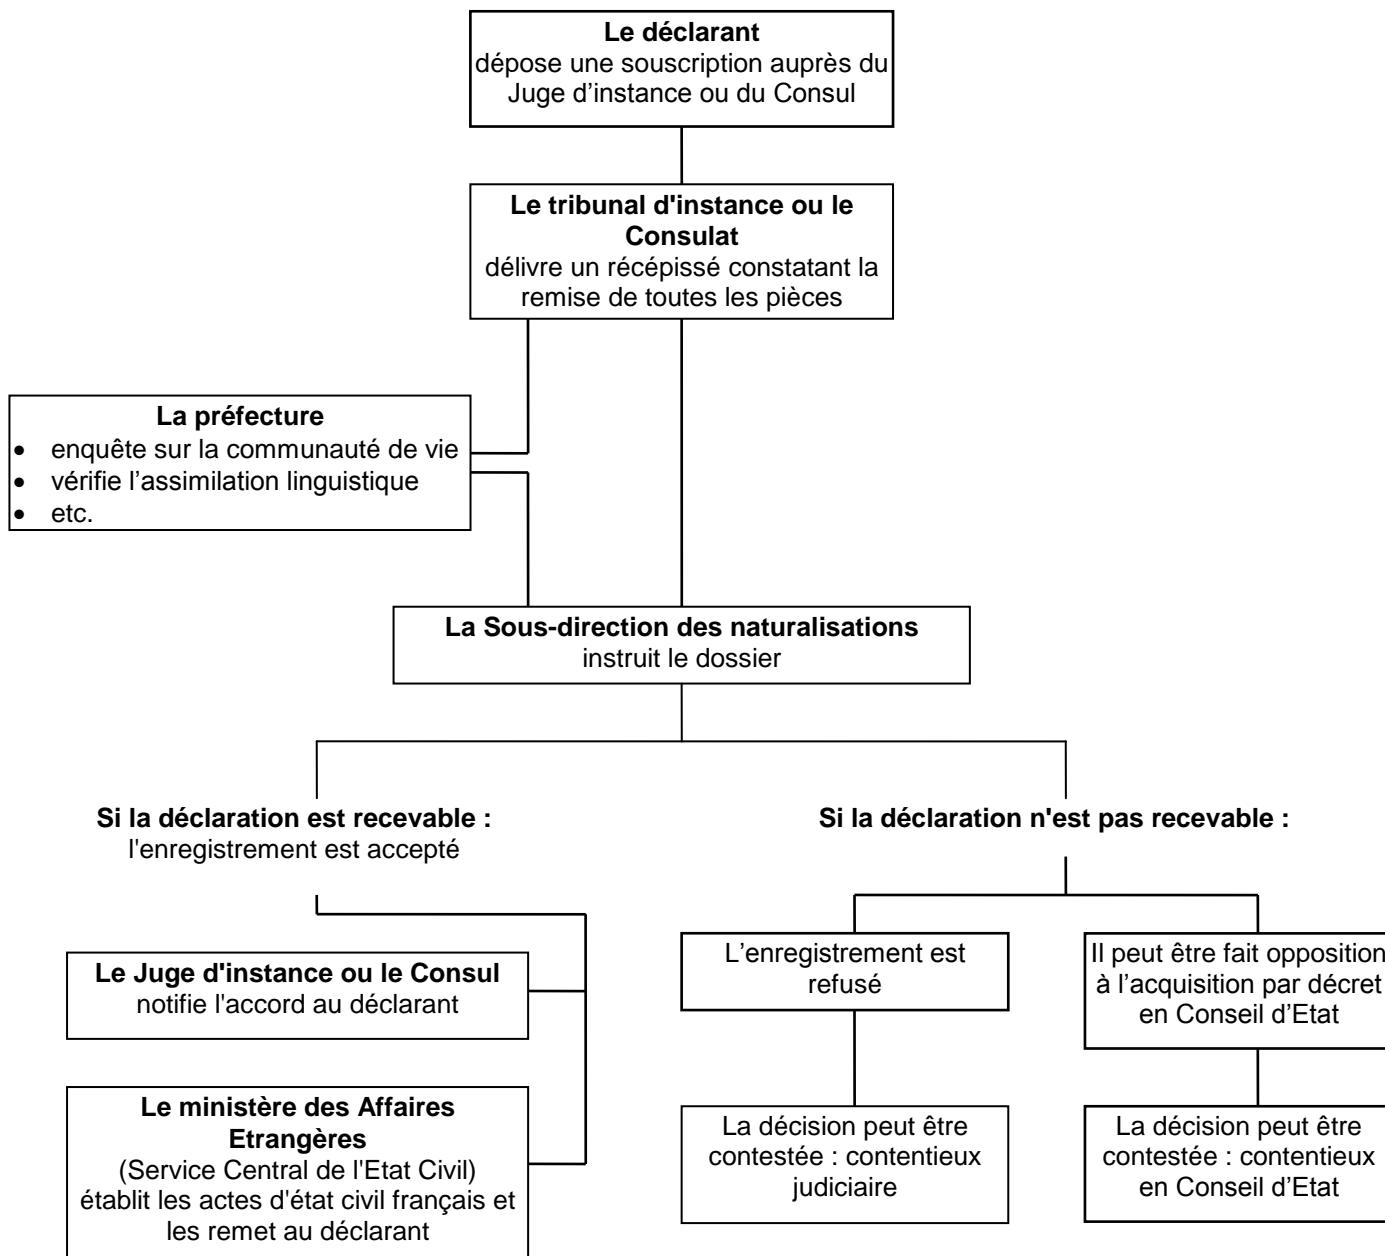 Le déclarant
dépose une souscription auprès du
Juge d’instance ou du Consul
Le tribunal d'instance ou le
Consulat
délivre un récépissé constatant la
remise de toutes les pièces
La préfecture
• enquête sur la communauté de vie
• vérifie l’assimilation linguistique
• etc.
La Sous-direction des naturalisations
instruit le dossier
Si la déclaration est recevable :
l'enregistrement est accepté
Si la déclaration n'est pas recevable :
Le Juge d'instance ou le Consul
notifie l'accord au déclarant
Le ministère des Affaires
Etrangères
(Service Central de l'Etat Civil)
établit les actes d'état civil français et
les remet au déclarant
L’enregistrement est
refusé
La décision peut être
contestée : contentieux
judiciaire
Il peut être fait opposition
à l’acquisition par décret
en Conseil d’Etat
La décision peut être
contestée : contentieux
en Conseil d’Etat